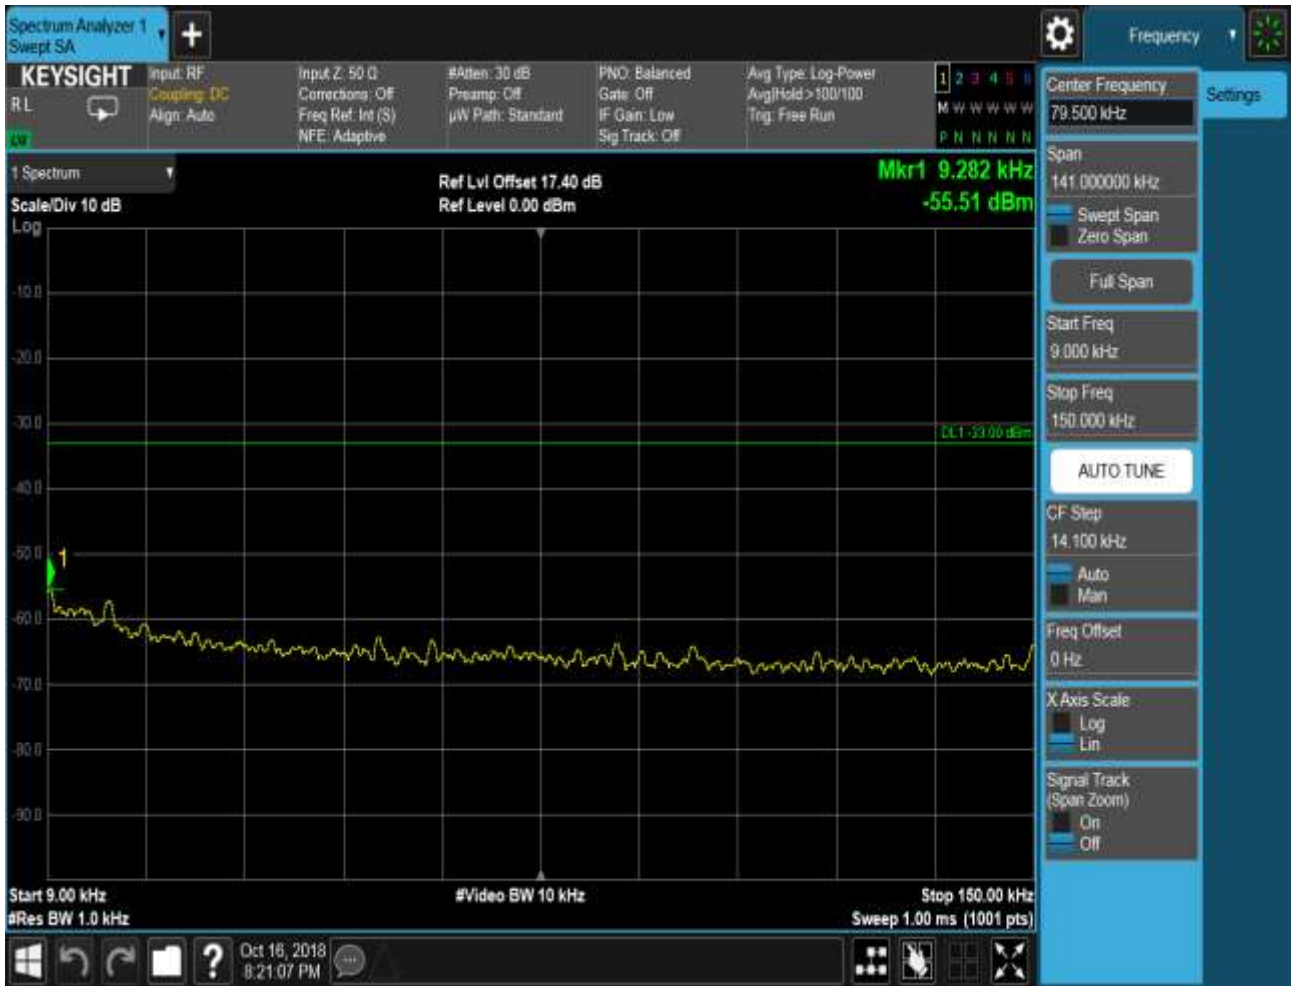 Spectrum Analyzer 1
Swept SA
+
Frequency
KEYSIGHT
RL
Input: RF
Coupling: DC
Align: Auto
Input Z: 50 Ω
Corrections: Off
Freq Ref: Int (S)
NFE: Adaptive
#Atten: 30 dB
Preamp: Off
µW Path: Standard
PNO: Balanced
Gate: Off
IF Gain: Low
Sig Track: Off
Avg Type: Log-Power
Avg|Hold:>100/100
Trig: Free Run
1 2 3 4 5 6
M W W W W W
P N N N N N
1 Spectrum
Scale/Div 10 dB
Log
Ref Lvl Offset 17.40 dB
Ref Level 0.00 dBm
Mkr1 9.282 kHz
-55.51 dBm
-10.0
-20.0
-30.0
DL1 -33.00 dBm
-40.0
-50.0
1
-60.0
-70.0
-80.0
-90.0
Start 9.00 kHz
#Res BW 1.0 kHz
#Video BW 10 kHz
Stop 150.00 kHz
Sweep 1.00 ms (1001 pts)
Center Frequency
79.500 kHz
Settings
Span
141.000000 kHz
Swept Span
Zero Span
Full Span
Start Freq
9.000 kHz
Stop Freq
150.000 kHz
AUTO TUNE
CF Step
14.100 kHz
Auto
Man
Freq Offset
0 Hz
X Axis Scale
Log
Lin
Signal Track
(Span Zoom)
On
Off
?
Oct 16, 2018
8:21:07 PM